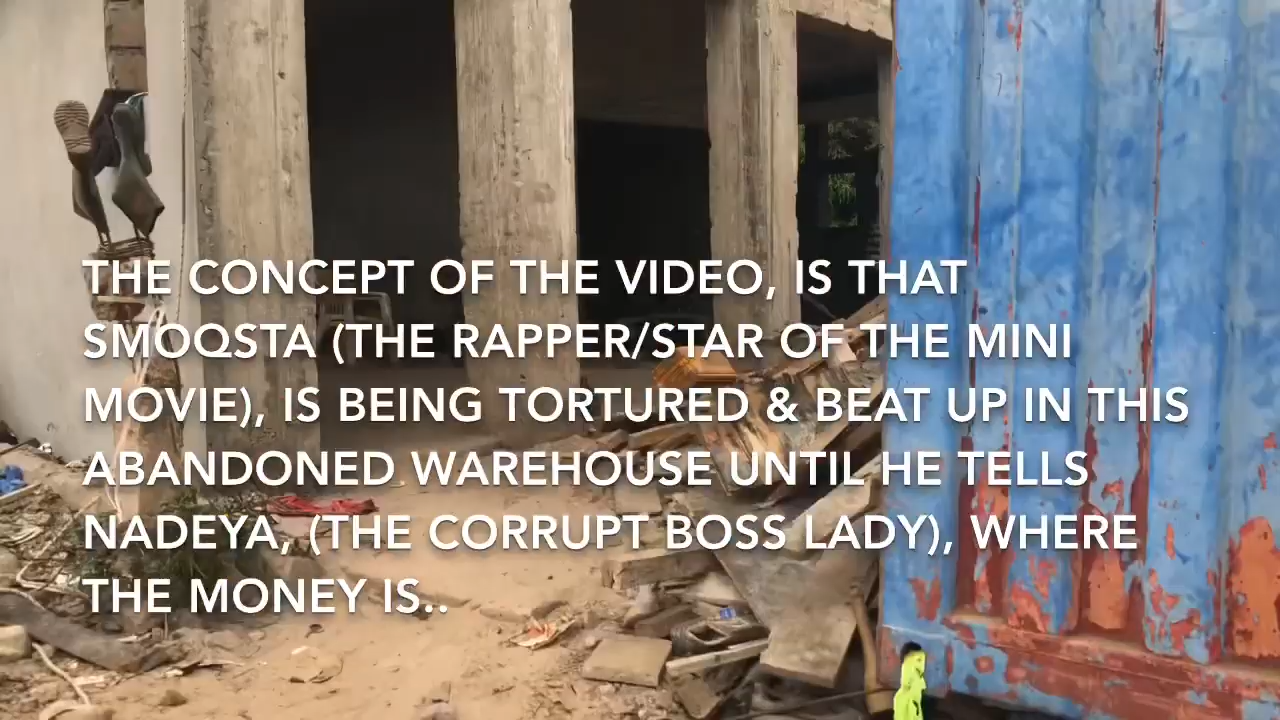 THE CONCEPT OF THE VIDEO, IS THAT
SMOQSTA (THE RAPPER/STAR OF THE MINI
MOVIE), IS BEING TORTURED & BEAT UP IN THIS
ABANDONED WAREHOUSE UNTIL HE TELLS
NADEYA, (THE CORRUPT BOSS LADY), WHERE
THE MONEY IS..